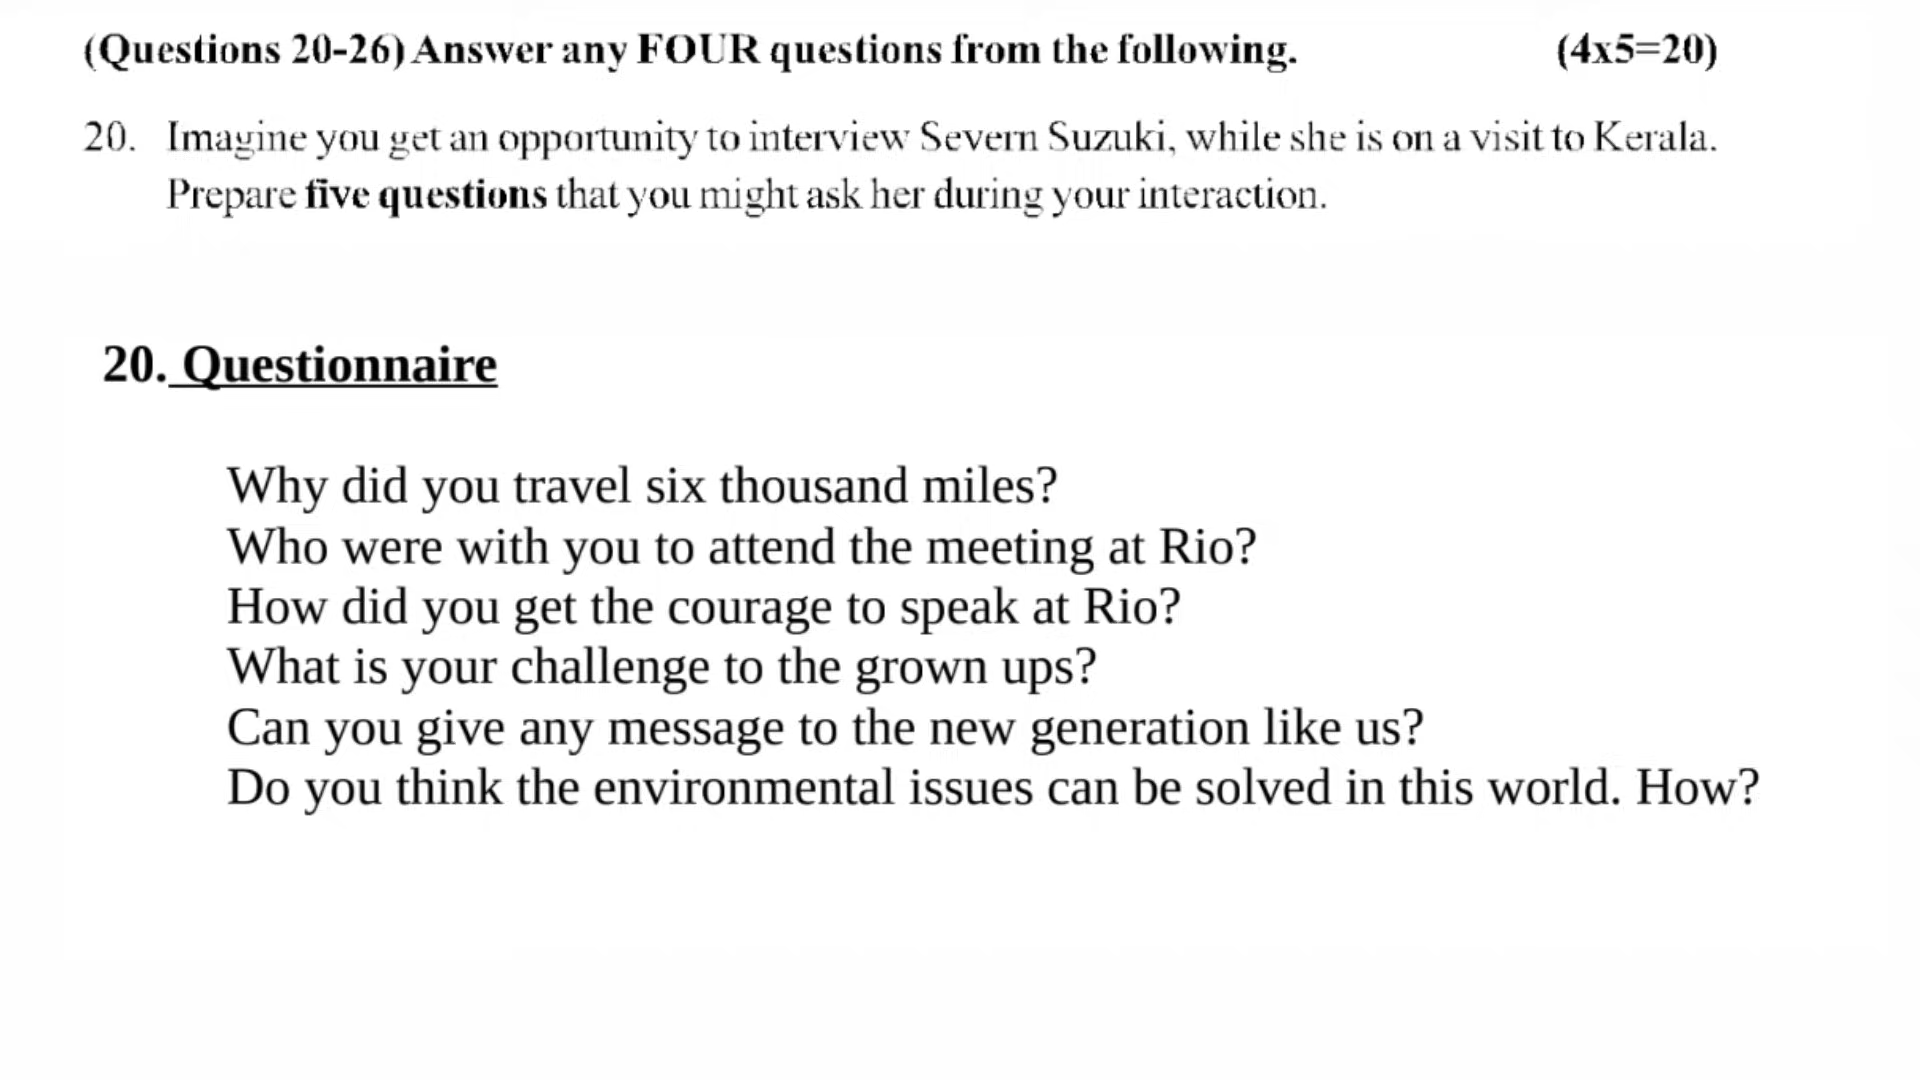 (Questions 20-26) Answer any FOUR questions from the following. (4x5=20)
20. Imagine you get an opportunity to interview Severn Suzuki, while she is on a visit to Kerala.
Prepare five questions that you might ask her during your interaction.
20. Questionnaire
Why did you travel six thousand miles?
Who were with you to attend the meeting at Rio?
How did you get the courage to speak at Rio?
What is your challenge to the grown ups?
Can you give any message to the new generation like us?
Do you think the environmental issues can be solved in this world. How?